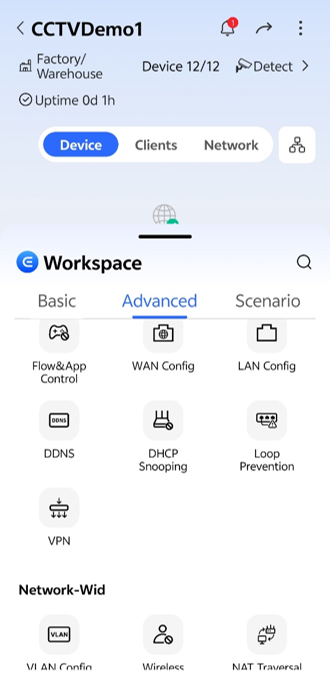 CCTVDemo1
1
Factory/
Warehouse
Device 12/12
Detect
Uptime 0d 1h
Device
Clients
Network
Workspace
Basic
Advanced
Scenario
Flow&App
Control
WAN Config
LAN Config
DDNS
DDNS
DHCP
Snooping
Loop
Prevention
VPN
Network-Wid
VLAN
VLAN Config
Wireless
NAT Traversal